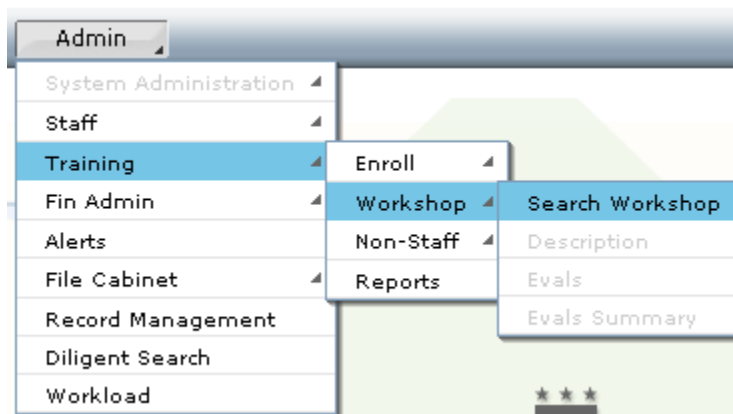 Admin
System Administration
Staff
Training
Fin Admin
Alerts
File Cabinet
Record Management
Diligent Search
Workload
Enroll
Workshop
Non-Staff
Reports
Search Workshop
Description
Evals
Evals Summary